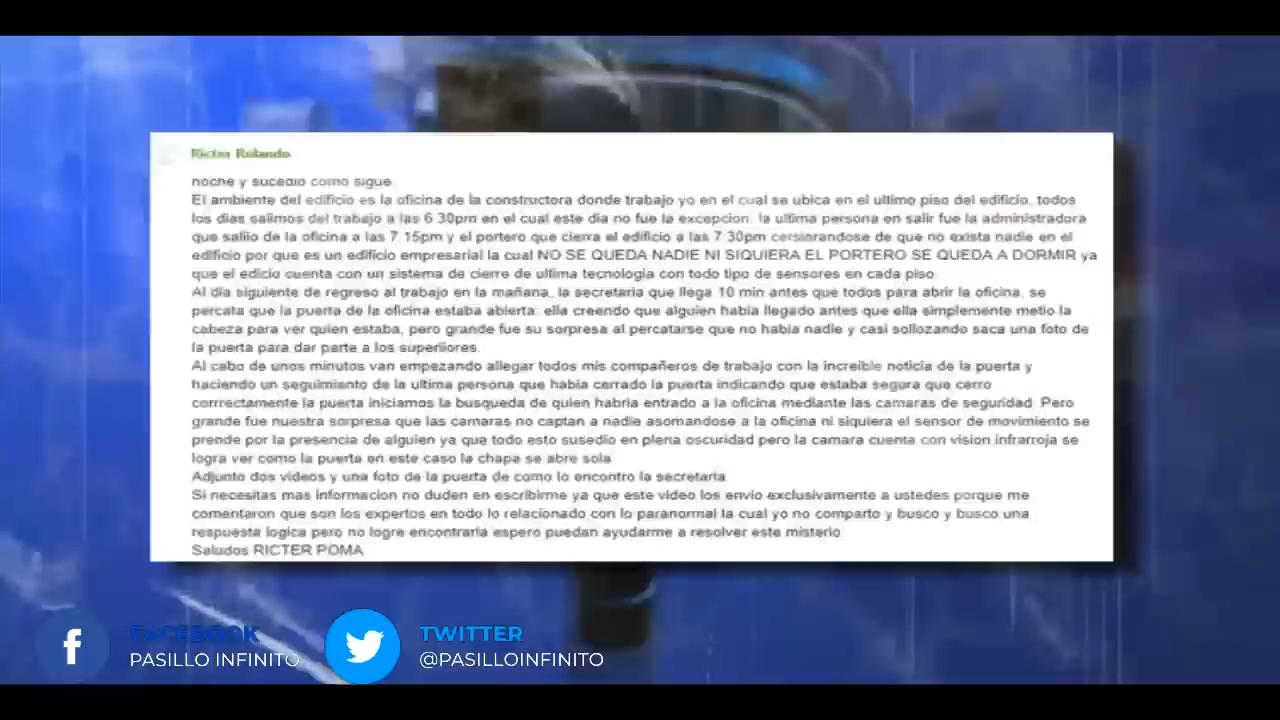 Ricter Rolando
noche y sucedio como sigue
El ambiente del edificio es la oficina de la constructora donde trabajo yo en el cual se ubica en el ultimo piso del edificio, todos
los dias salimos del trabajo a las 6 30pm en el cual este dia no fue la excepcion, la ultima persona en salir fue la administradora
que salio de la oficina a las 7 15pm y el portero que cierra el edificio a las 7 30pm cersiorandose de que no exista nadie en el
edificio por que es un edificio empresarial la cual NO SE QUEDA NADIE NI SIQUIERA EL PORTERO SE QUEDA A DORMIR ya
que el edicio cuenta con un sistema de cierre de ultima tecnologia con todo tipo de sensores en cada piso
Al dia siguiente de regreso al trabajo en la mañana, la secretaria que llega 10 min antes que todos para abrir la oficina, se
percata que la puerta de la oficina estaba abierta: ella creendo que alguien habia llegado antes que ella simplemente metio la
cabeza para ver quien estaba, pero grande fue su sorpresa al percatarse que no habia nadie y casi sollozando saca una foto de
la puerta para dar parte a los superiiores.
Al cabo de unos minutos van empezando allegar todos mis compañeros de trabajo con la increible noticia de la puerta y
haciendo un seguimiento de la ultima persona que habia cerrado la puerta indicando que estaba segura que cerro
corrrectamente la puerta iniciamos la busqueda de quien habria entrado a la oficina mediante las camaras de seguridad. Pero
grande fue nuestra sorpresa que las camaras no captan a nadie asomandose a la oficina ni siquiera el sensor de movimiento se
prende por la presencia de alguien ya que todo esto susedio en plena oscuridad pero la camara cuenta con vision infrarroja se
logra ver como la puerta en este caso la chapa se abre sola
Adjunto dos videos y una foto de la puerta de como lo encontro la secretaria
Si necesitas mas informacion no duden en escribirme ya que este video los envio exclusivamente a ustedes porque me
comentaron que son los expertos en todo lo relacionado con lo paranormal la cual yo no comparto y busco y busco una
respuesta logica pero no logre encontrarla espero puedan ayudarme a resolver este misterio
Saludos RICTER POMA
FACEBOOK
PASILLO INFINITO
TWITTER
@PASILLOINFINITO